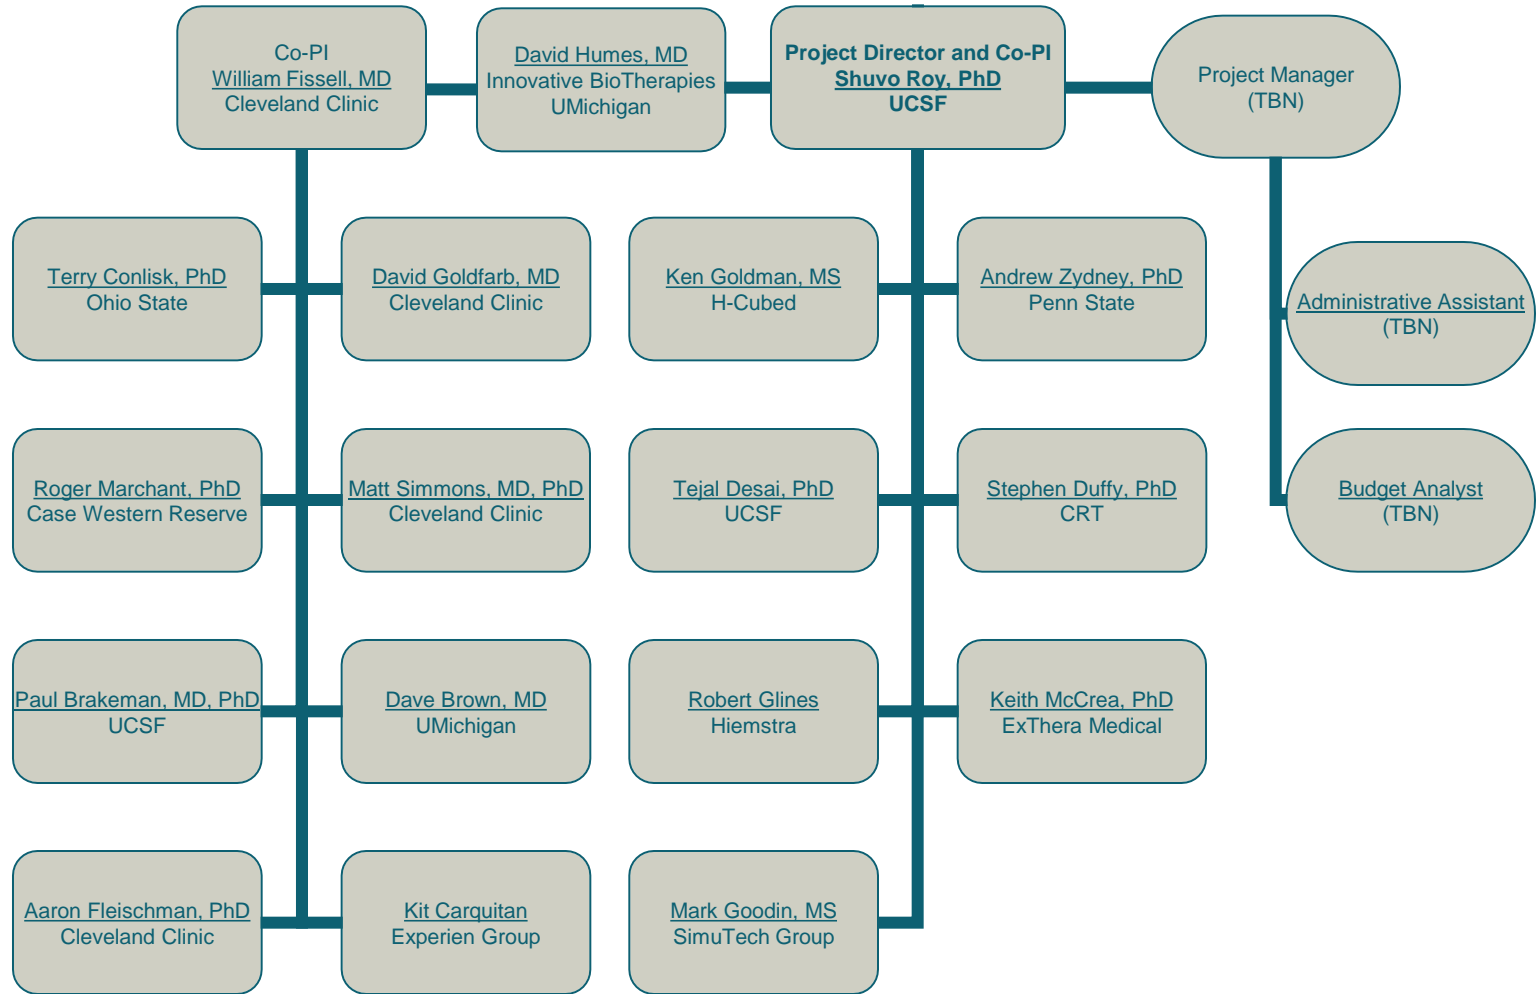 Co-PI
William Fissell, MD
Cleveland Clinic
David Humes, MD
Innovative BioTherapies
UMichigan
Project Director and Co-PI
Shuvo Roy, PhD
UCSF
Project Manager
(TBN)
Terry Conlisk, PhD
Ohio State
David Goldfarb, MD
Cleveland Clinic
Ken Goldman, MS
H-Cubed
Andrew Zydney, PhD
Penn State
Administrative Assistant
(TBN)
Roger Marchant, PhD
Case Western Reserve
Matt Simmons, MD, PhD
Cleveland Clinic
Tejal Desai, PhD
UCSF
Stephen Duffy, PhD
CRT
Budget Analyst
(TBN)
Paul Brakeman, MD, PhD
UCSF
Dave Brown, MD
UMichigan
Robert Glines
Hiemstra
Keith McCrea, PhD
ExThera Medical
Aaron Fleischman, PhD
Cleveland Clinic
Kit Carquitan
Experien Group
Mark Goodin, MS
SimuTech Group